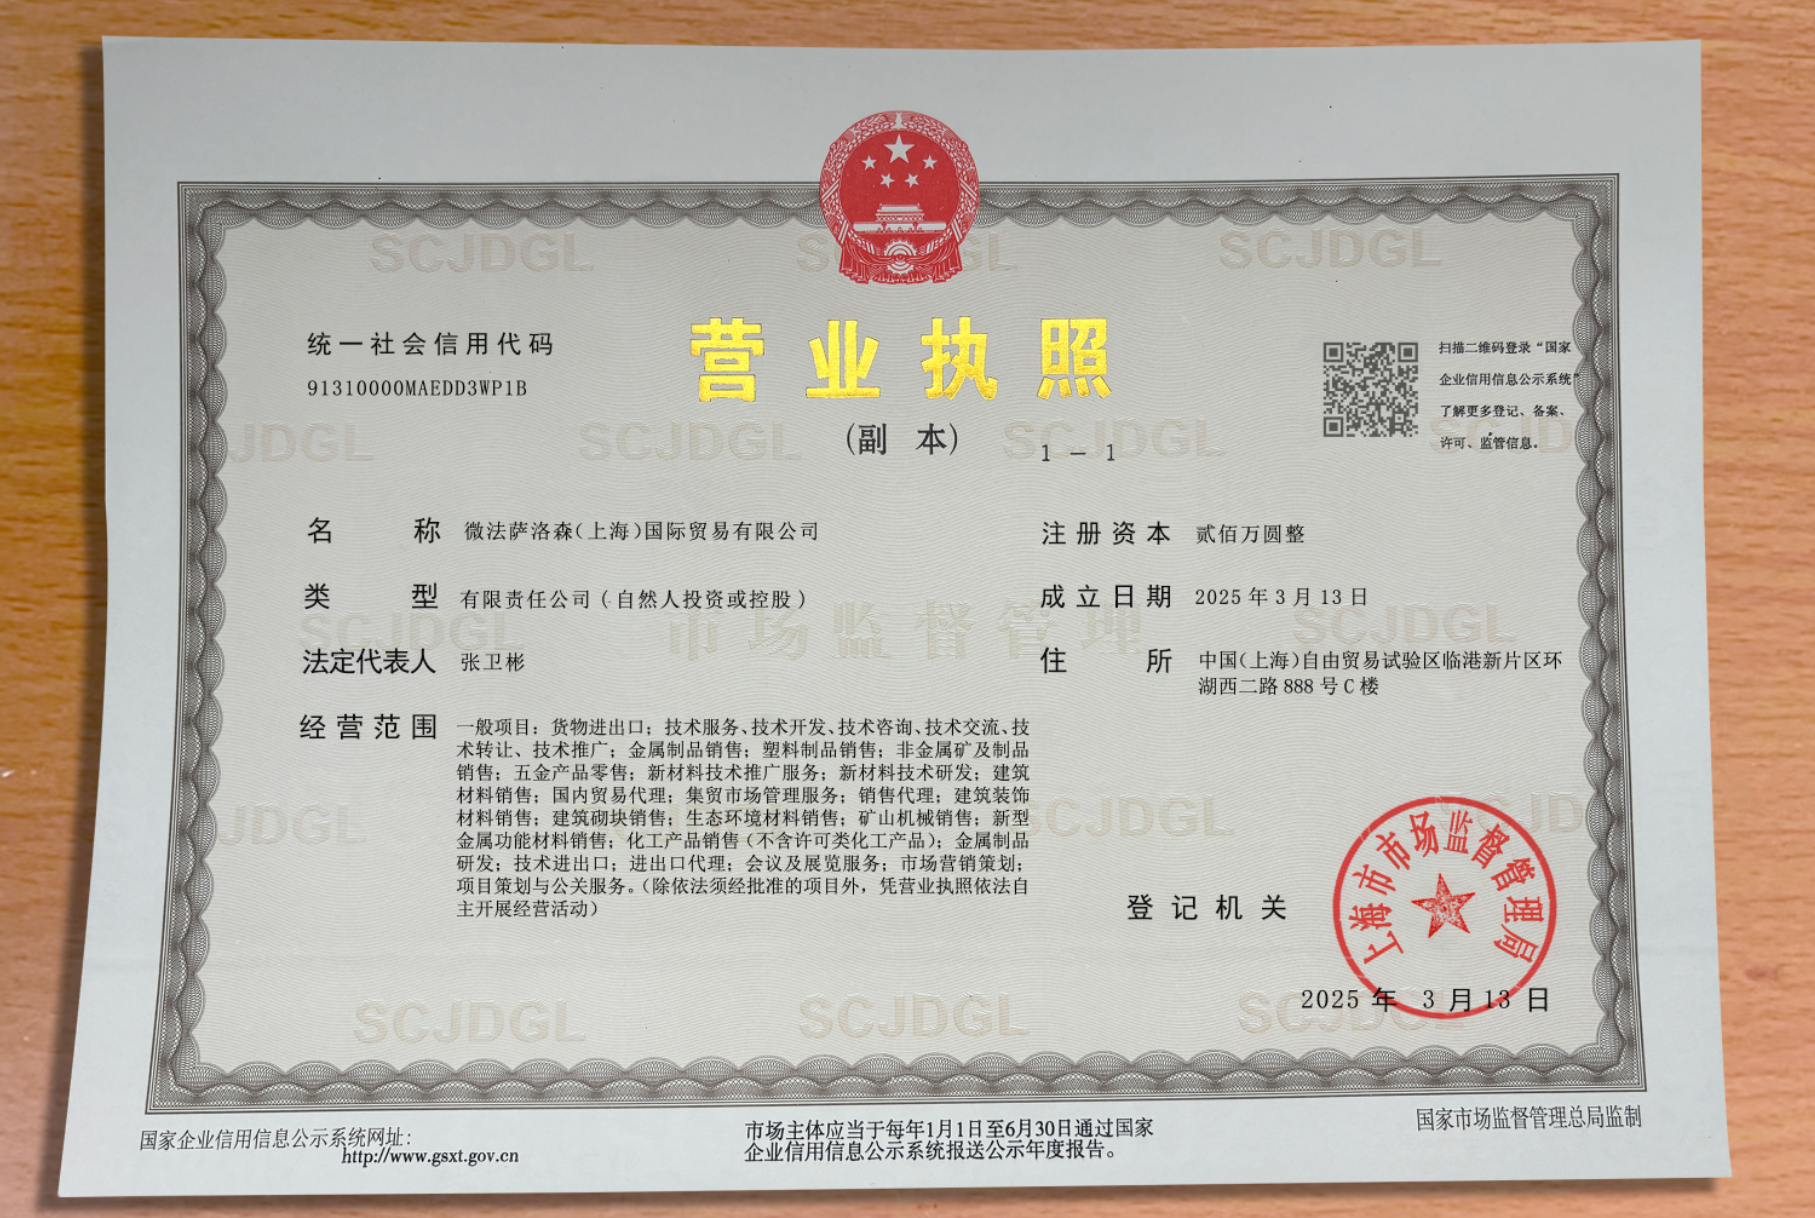 统一社会信用代码
91310000MAEDD3WP1B
营业执照
（副 本）
1 - 1
扫描二维码登录“国家
企业信用信息公示系统”
了解更多登记、备案、
许可、监管信息。
名 称 微法萨洛森（上海）国际贸易有限公司
类 型 有限责任公司（自然人投资或控股）
法定代表人 张卫彬
经营范围 一般项目：货物进出口；技术服务、技术开发、技术咨询、技术交流、技
术转让、技术推广；金属制品销售；塑料制品销售；非金属矿及制品
销售；五金产品零售；新材料技术推广服务；新材料技术研发；建筑
材料销售；国内贸易代理；集贸市场管理服务；销售代理；建筑装饰
材料销售；建筑砌块销售；生态环境材料销售；矿山机械销售；新型
金属功能材料销售；化工产品销售（不含许可类化工产品）；金属制品
研发；技术进出口；进出口代理；会议及展览服务；市场营销策划；
项目策划与公关服务。（除依法须经批准的项目外，凭营业执照依法自
主开展经营活动）
注册资本 贰佰万圆整
成立日期 2025年3月13日
住 所 中国（上海）自由贸易试验区临港新片区环
湖西二路888号C楼
登记机关
上海市市场监督管理局
2025 年 3 月 13 日
SCJDGL
SCJDGL
SCJDGL
JDGL
SCJDGL
SCJDGL
SCJD
SCJDGL
市场监督管理
SCJDGL
JDGL
SCJDGL
SCJDGL
SCJDGL
SCJDGL
国家企业信用信息公示系统网址：
http://www.gsxt.gov.cn
市场主体应当于每年1月1日至6月30日通过国家
企业信用信息公示系统报送公示年度报告。
国家市场监督管理总局监制